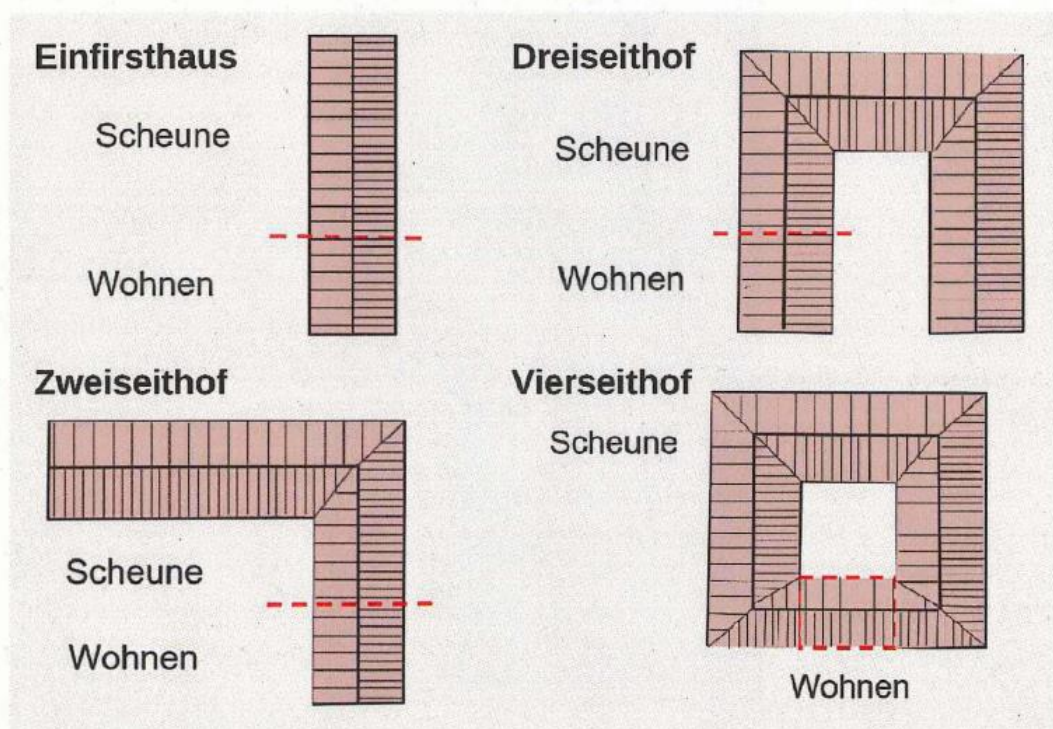 Einfirsthaus
Scheune
Wohnen
Dreiseithof
Scheune
Wohnen
Zweiseithof
Scheune
Wohnen
Vierseithof
Scheune
Wohnen